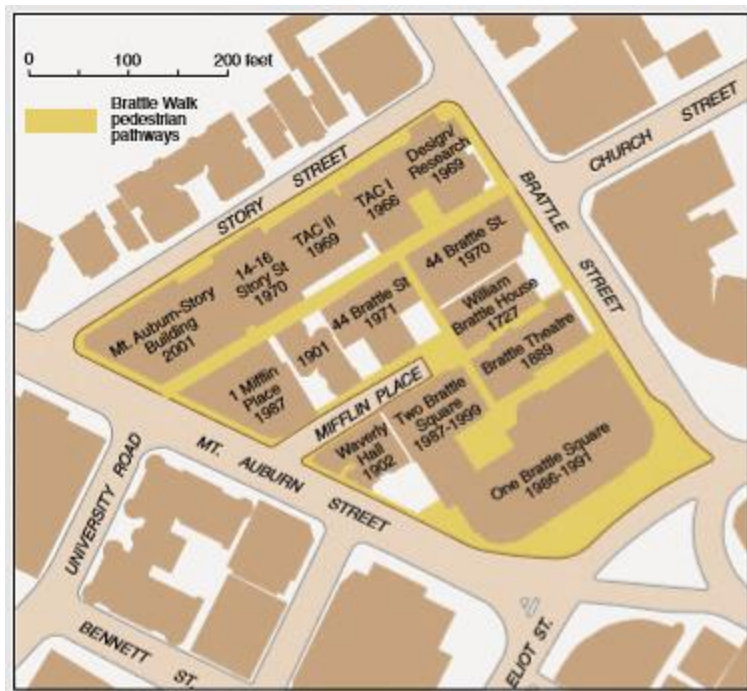 0 100 200 feet
Brattle Walk
pedestrian
pathways
STORY STREET
CHURCH STREET
BRATTLE STREET
Design/
Research
1969
TAC I
1966
TAC II
1969
14-16
Story St
1970
Mt. Auburn-Story
Building
2001
44 Brattle St.
1970
William
Brattle House
1727
44 Brattle St
1971
1901
1 Mifflin
Place
1987
Brattle Theatre
1889
MIFFLIN PLACE
Two Brattle
Square
1987-1999
Waverly
Hall
1902
One Brattle Square
1986-1991
MT. AUBURN STREET
UNIVERSITY ROAD
BENNETT ST.
ELIOT ST.